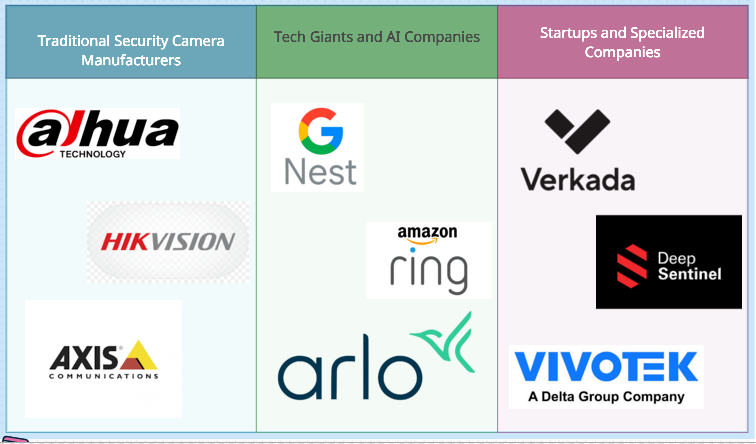 Traditional Security Camera
Manufacturers
Tech Giants and AI Companies
Startups and Specialized
Companies
alhua
TECHNOLOGY
HIKVISION
AXIS
COMMUNICATIONS
G
Nest
amazon
ring
arlo
Verkada
Deep
Sentinel
VIVOTEK
A Delta Group Company